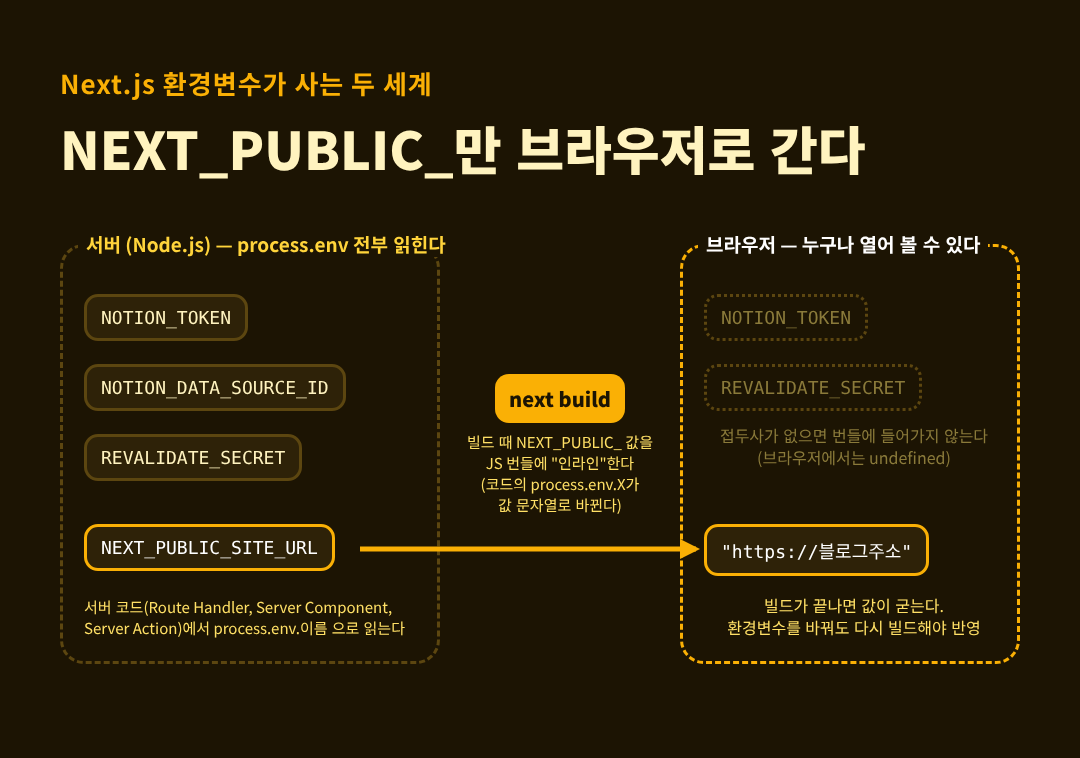 Next.js 환경변수가 사는 두 세계
NEXT_PUBLIC_만 브라우저로 간다
서버 (Node.js) — process.env 전부 읽힌다
NOTION_TOKEN
NOTION_DATA_SOURCE_ID
REVALIDATE_SECRET
NEXT_PUBLIC_SITE_URL
서버 코드(Route Handler, Server Component,
Server Action)에서 process.env.이름 으로 읽는다
next build
빌드 때 NEXT_PUBLIC_ 값을
JS 번들에 "인라인"한다
(코드의 process.env.X가
값 문자열로 바뀐다)
브라우저 — 누구나 열어 볼 수 있다
NOTION_TOKEN
REVALIDATE_SECRET
접두사가 없으면 번들에 들어가지 않는다
(브라우저에서는 undefined)
"https://블로그주소"
빌드가 끝나면 값이 굳는다.
환경변수를 바꿔도 다시 빌드해야 반영